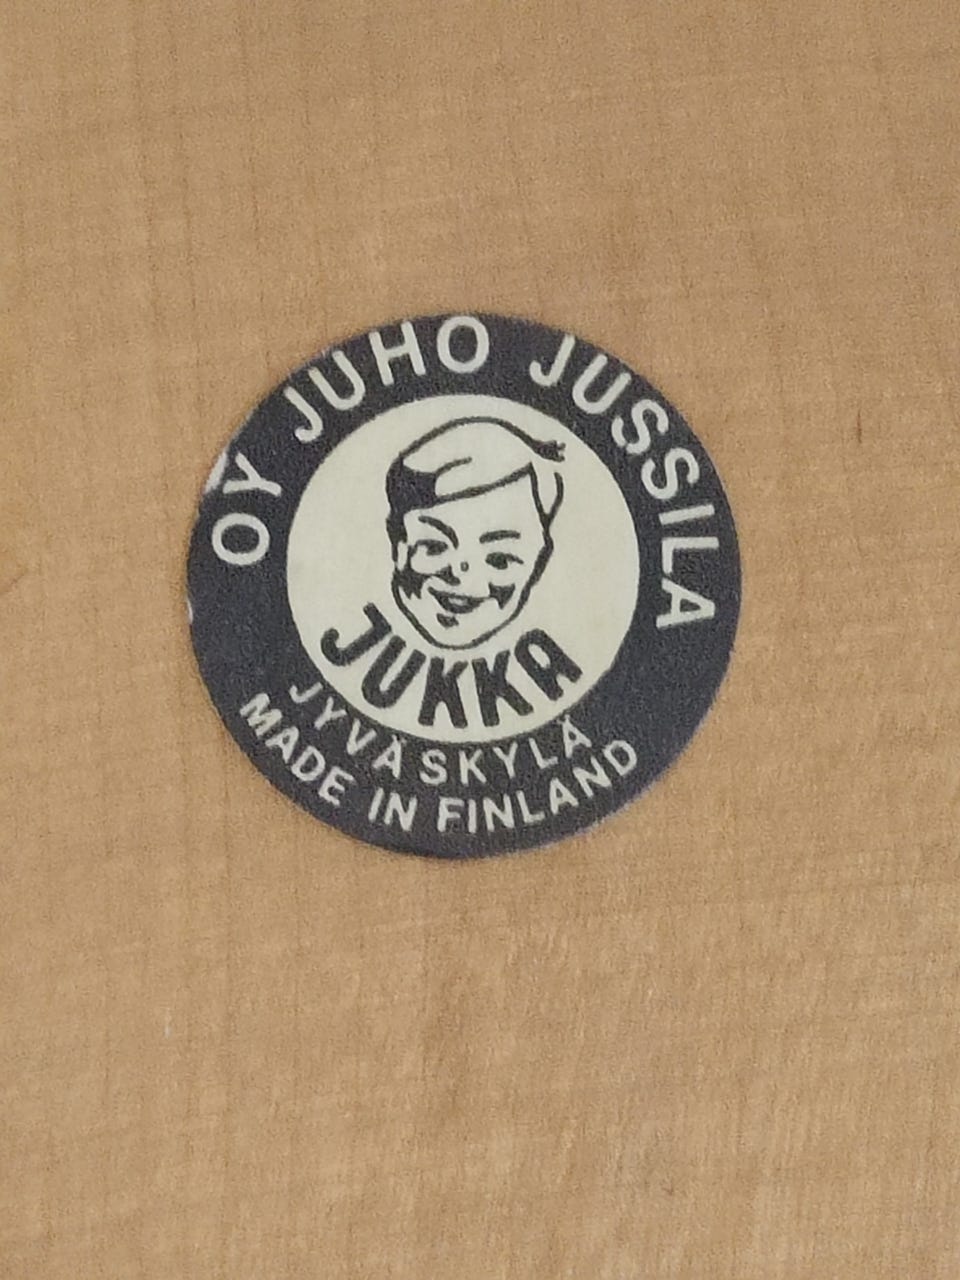 OY JUHO JUSSILA
JUKKA
JYVÄSKYLÄ
MADE IN FINLAND